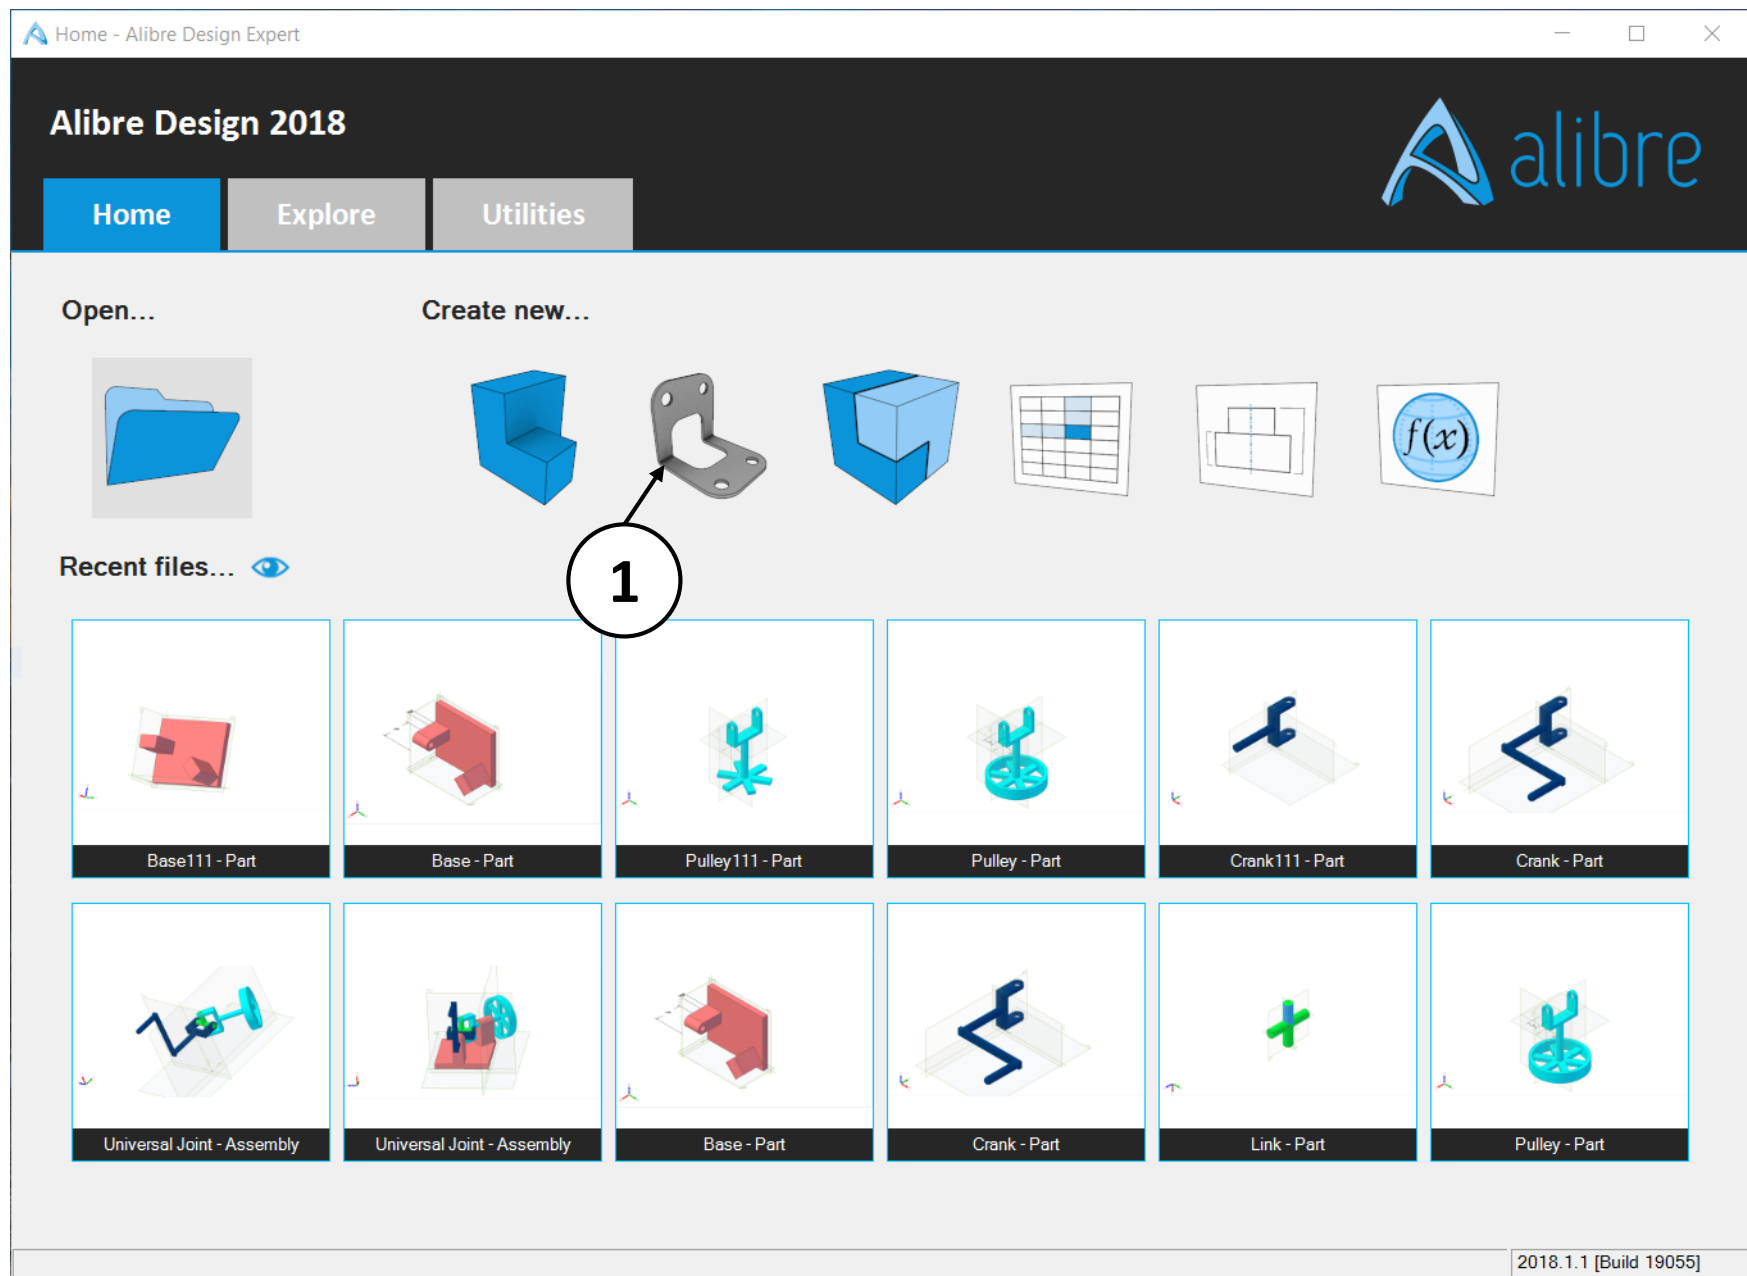 Home - Alibre Design Expert
Alibre Design 2018
alibre
Home Explore Utilities
Open... Create new...
f(x)
1
Recent files...
Base111 - Part Base - Part Pulley111 - Part Pulley - Part Crank111 - Part Crank - Part
Universal Joint - Assembly Universal Joint - Assembly Base - Part Crank - Part Link - Part Pulley - Part
2018.1.1 [Build 19055]